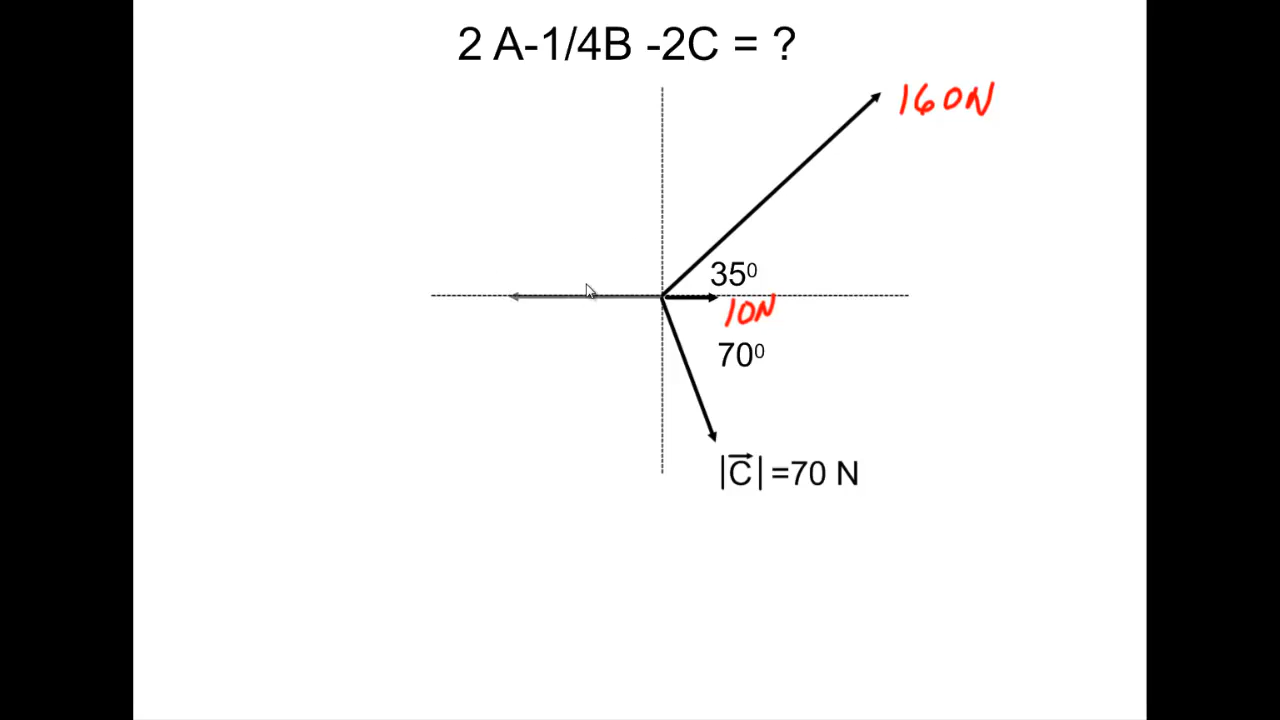 2 A-1/4B -2C = ?
160N
35⁰
10N
70⁰
|C⃗| =70 N